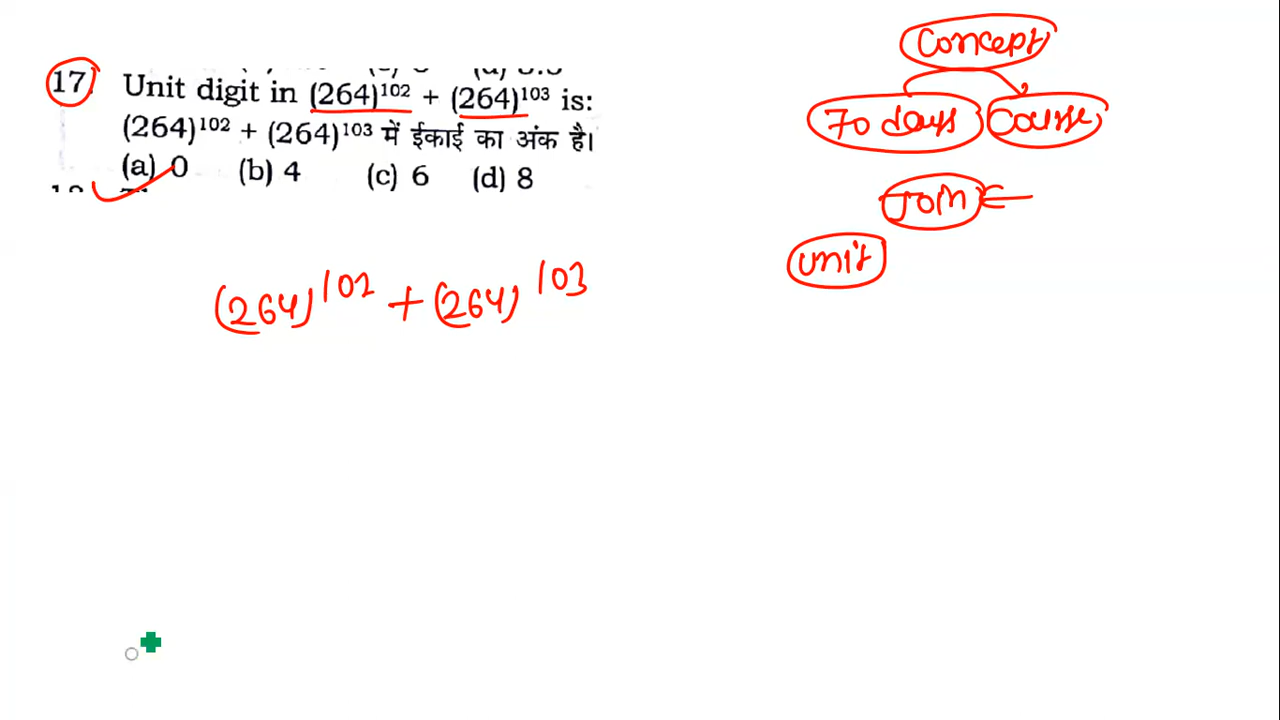 17. Unit digit in (264)¹⁰² + (264)¹⁰³ is:
(264)¹⁰² + (264)¹⁰³ में ईकाई का अंक है।
(a) 0 (b) 4 (c) 6 (d) 8
(264)¹⁰² + (264)¹⁰³
Concept
70 days Course
Join
unit